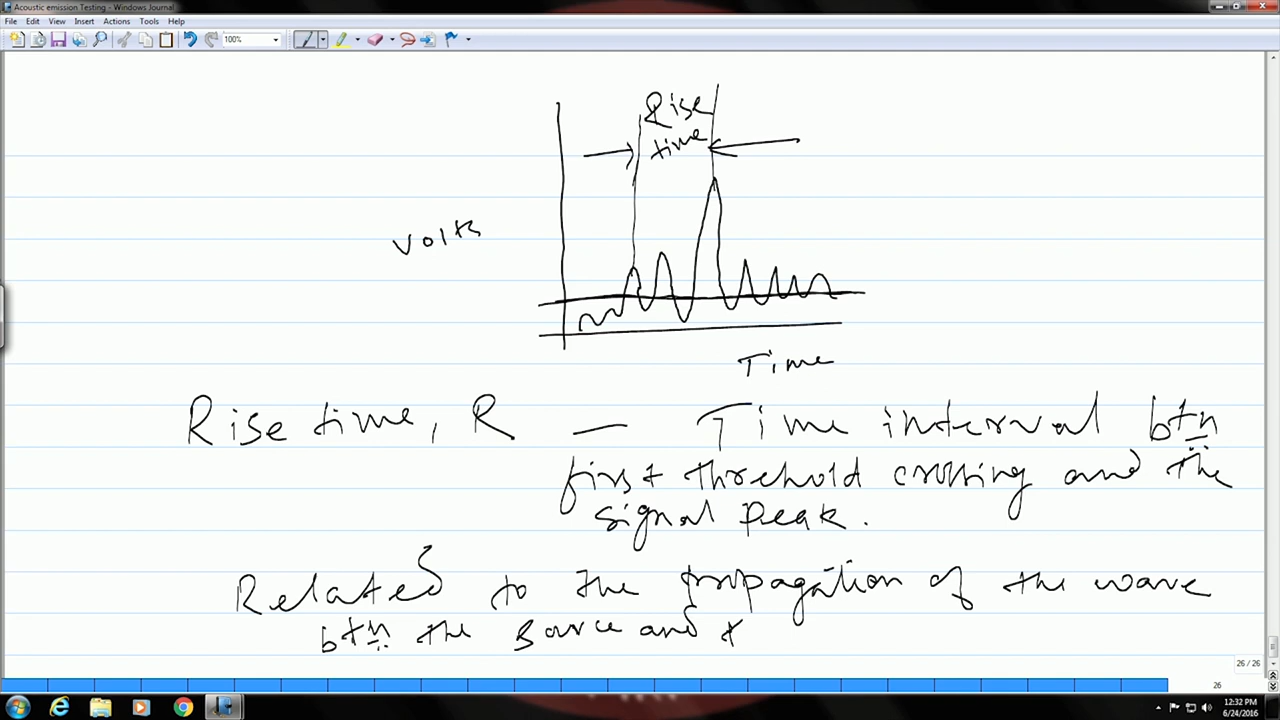 Acoustic emission Testing - Windows Journal
File Edit View Insert Actions Tools Help
100%
Rise
time
Volts
Time
Rise time, R — Time interval btn
first threshold crossing and the
signal peak.
Related to the propagation of the wave
btn the source and t
26 / 26
26
12:32 PM
6/24/2016